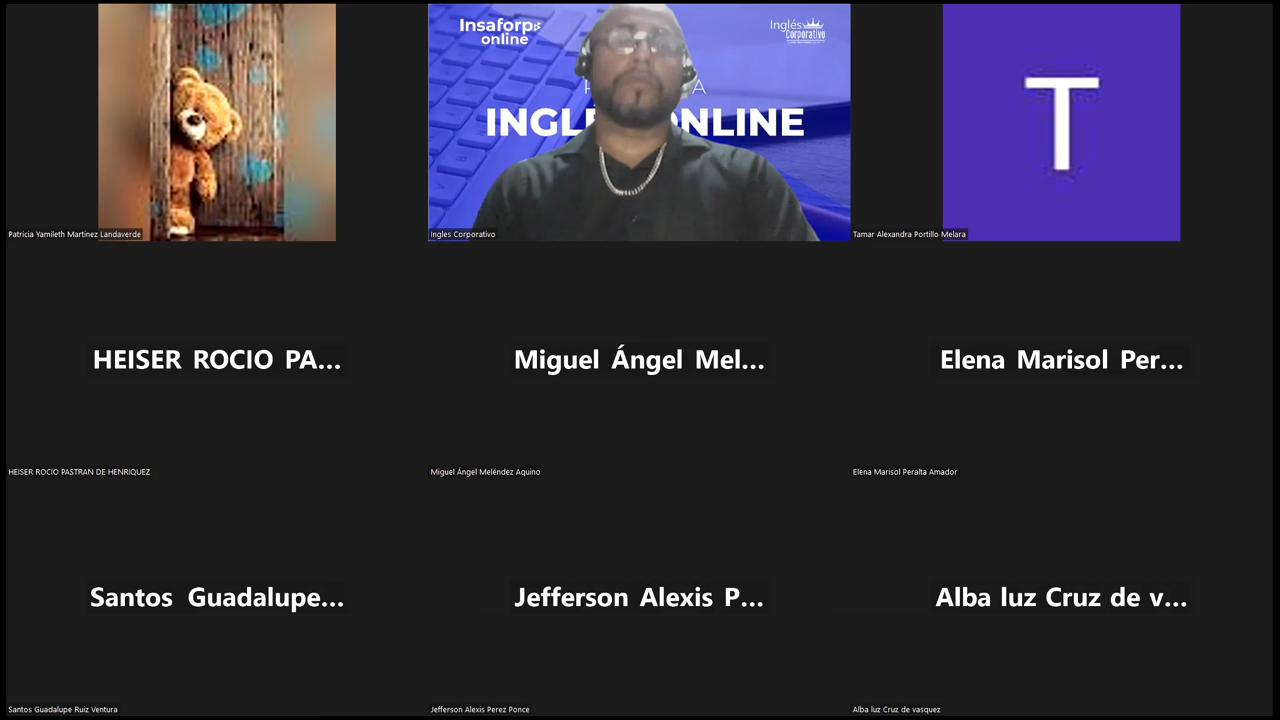 Insaforp
online
Inglés
Corporativo
INGL NLINE
Patricia Yamileth Martinez Landaverde
Ingles Corporativo
T
Tamar Alexandra Portillo Melara
HEISER ROCIO PA...
Miguel Ángel Mel...
Elena Marisol Per...
HEISER ROCIO PASTRAN DE HENRIQUEZ
Miguel Ángel Meléndez Aquino
Elena Marisol Peralta Amador
Santos Guadalupe...
Jefferson Alexis P...
Alba luz Cruz de v...
Santos Guadalupe Ruiz Ventura
Jefferson Alexis Perez Ponce
Alba luz Cruz de vasquez